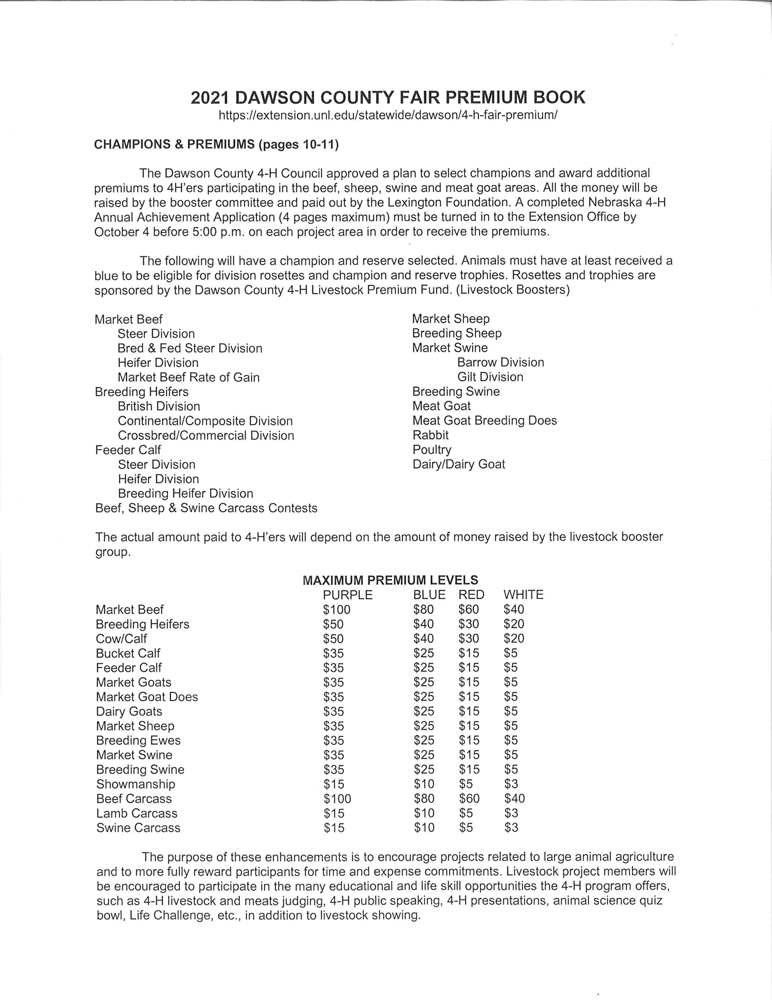 2021 DAWSON COUNTY FAIR PREMIUM BOOK
https://extension.unl.edu/statewide/dawson/4-h-fair-premium/
CHAMPIONS & PREMIUMS (pages 10-11)
The Dawson County 4-H Council approved a plan to select champions and award additional
premiums to 4H'ers participating in the beef, sheep, swine and meat goat areas. All the money will be
raised by the booster committee and paid out by the Lexington Foundation. A completed Nebraska 4-H
Annual Achievement Application (4 pages maximum) must be turned in to the Extension Office by
October 4 before 5:00 p.m. on each project area in order to receive the premiums.
The following will have a champion and reserve selected. Animals must have at least received a
blue to be eligible for division rosettes and champion and reserve trophies. Rosettes and trophies are
sponsored by the Dawson County 4-H Livestock Premium Fund. (Livestock Boosters)
Market Beef
Steer Division
Bred & Fed Steer Division
Heifer Division
Market Beef Rate of Gain
Breeding Heifers
British Division
Continental/Composite Division
Crossbred/Commercial Division
Feeder Calf
Steer Division
Heifer Division
Breeding Heifer Division
Beef, Sheep & Swine Carcass Contests
Market Sheep
Breeding Sheep
Market Swine
Barrow Division
Gilt Division
Breeding Swine
Meat Goat
Meat Goat Breeding Does
Rabbit
Poultry
Dairy/Dairy Goat
The actual amount paid to 4-H'ers will depend on the amount of money raised by the livestock booster
group.
MAXIMUM PREMIUM LEVELS
PURPLE BLUE RED WHITE
Market Beef $100 $80 $60 $40
Breeding Heifers $50 $40 $30 $20
Cow/Calf $50 $40 $30 $20
Bucket Calf $35 $25 $15 $5
Feeder Calf $35 $25 $15 $5
Market Goats $35 $25 $15 $5
Market Goat Does $35 $25 $15 $5
Dairy Goats $35 $25 $15 $5
Market Sheep $35 $25 $15 $5
Breeding Ewes $35 $25 $15 $5
Market Swine $35 $25 $15 $5
Breeding Swine $35 $25 $15 $5
Showmanship $15 $10 $5 $3
Beef Carcass $100 $80 $60 $40
Lamb Carcass $15 $10 $5 $3
Swine Carcass $15 $10 $5 $3
The purpose of these enhancements is to encourage projects related to large animal agriculture
and to more fully reward participants for time and expense commitments. Livestock project members will
be encouraged to participate in the many educational and life skill opportunities the 4-H program offers,
such as 4-H livestock and meats judging, 4-H public speaking, 4-H presentations, animal science quiz
bowl, Life Challenge, etc., in addition to livestock showing.